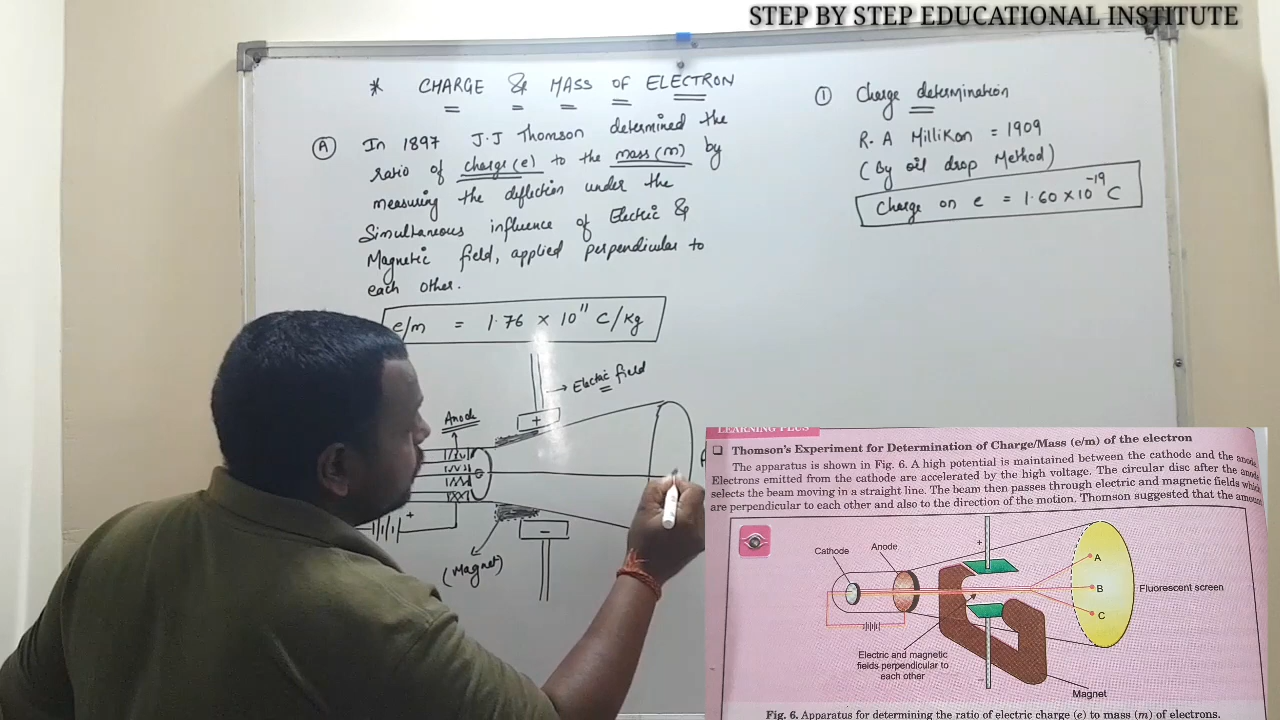 STEP BY STEP EDUCATIONAL INSTITUTE
* CHARGE & MASS OF ELECTRON
Ⓐ In 1897 J.J Thomson determined the
ratio of charge(e) to the mass(m) by
measuring the deflection under the
Simultaneous influence of Electric &
Magnetic field, applied perpendicular to
each other.
e/m = 1.76 × 10¹¹ C/kg
Electric field
Anode
+
+
-
(Magnet)
① Charge determination
R.A Millikan = 1909
(By oil drop Method)
Charge on e = 1.60×10⁻¹⁹ C
LEARNING PLUS
❑ Thomson's Experiment for Determination of Charge/Mass (e/m) of the electron
The apparatus is shown in Fig. 6. A high potential is maintained between the cathode and the anode
Electrons emitted from the cathode are accelerated by the high voltage. The circular disc after the anode
selects the beam moving in a straight line. The beam then passes through electric and magnetic fields which
are perpendicular to each other and also to the direction of the motion. Thomson suggested that the
Cathode
Anode
+
A
B
C
Fluorescent screen
Electric and magnetic
fields perpendicular to
each other
−
Magnet
Fig. 6. Apparatus for determining the ratio of electric charge (e) to mass (m) of electrons.